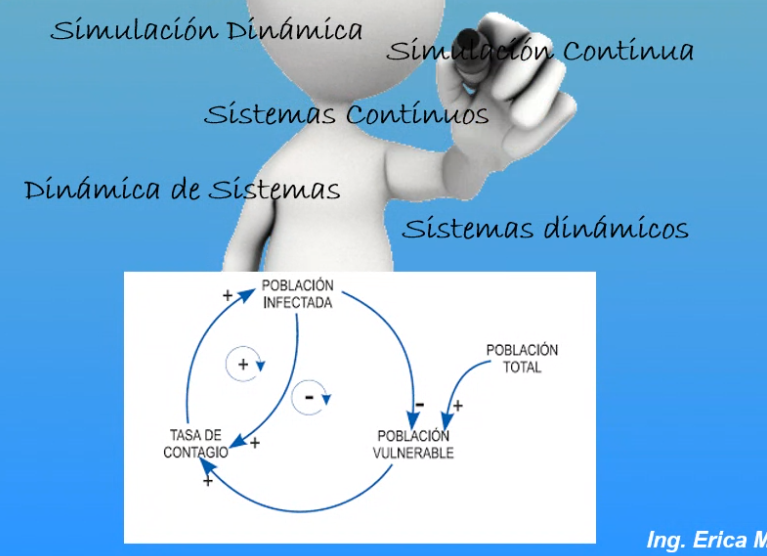 Simulación Dinámica
Simulación Continua
Sistemas Continuos
Dinámica de Sistemas
Sistemas dinámicos
POBLACIÓN
INFECTADA
+
+
-
POBLACIÓN
TOTAL
-
+
TASA DE
CONTAGIO
+
POBLACIÓN
VULNERABLE
+
Ing. Erica M